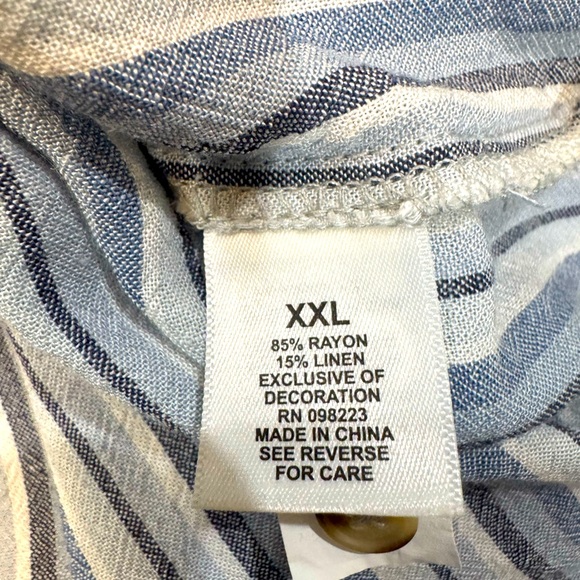 XXL
85% RAYON
15% LINEN
EXCLUSIVE OF
DECORATION
RN 098223
MADE IN CHINA
SEE REVERSE
FOR CARE